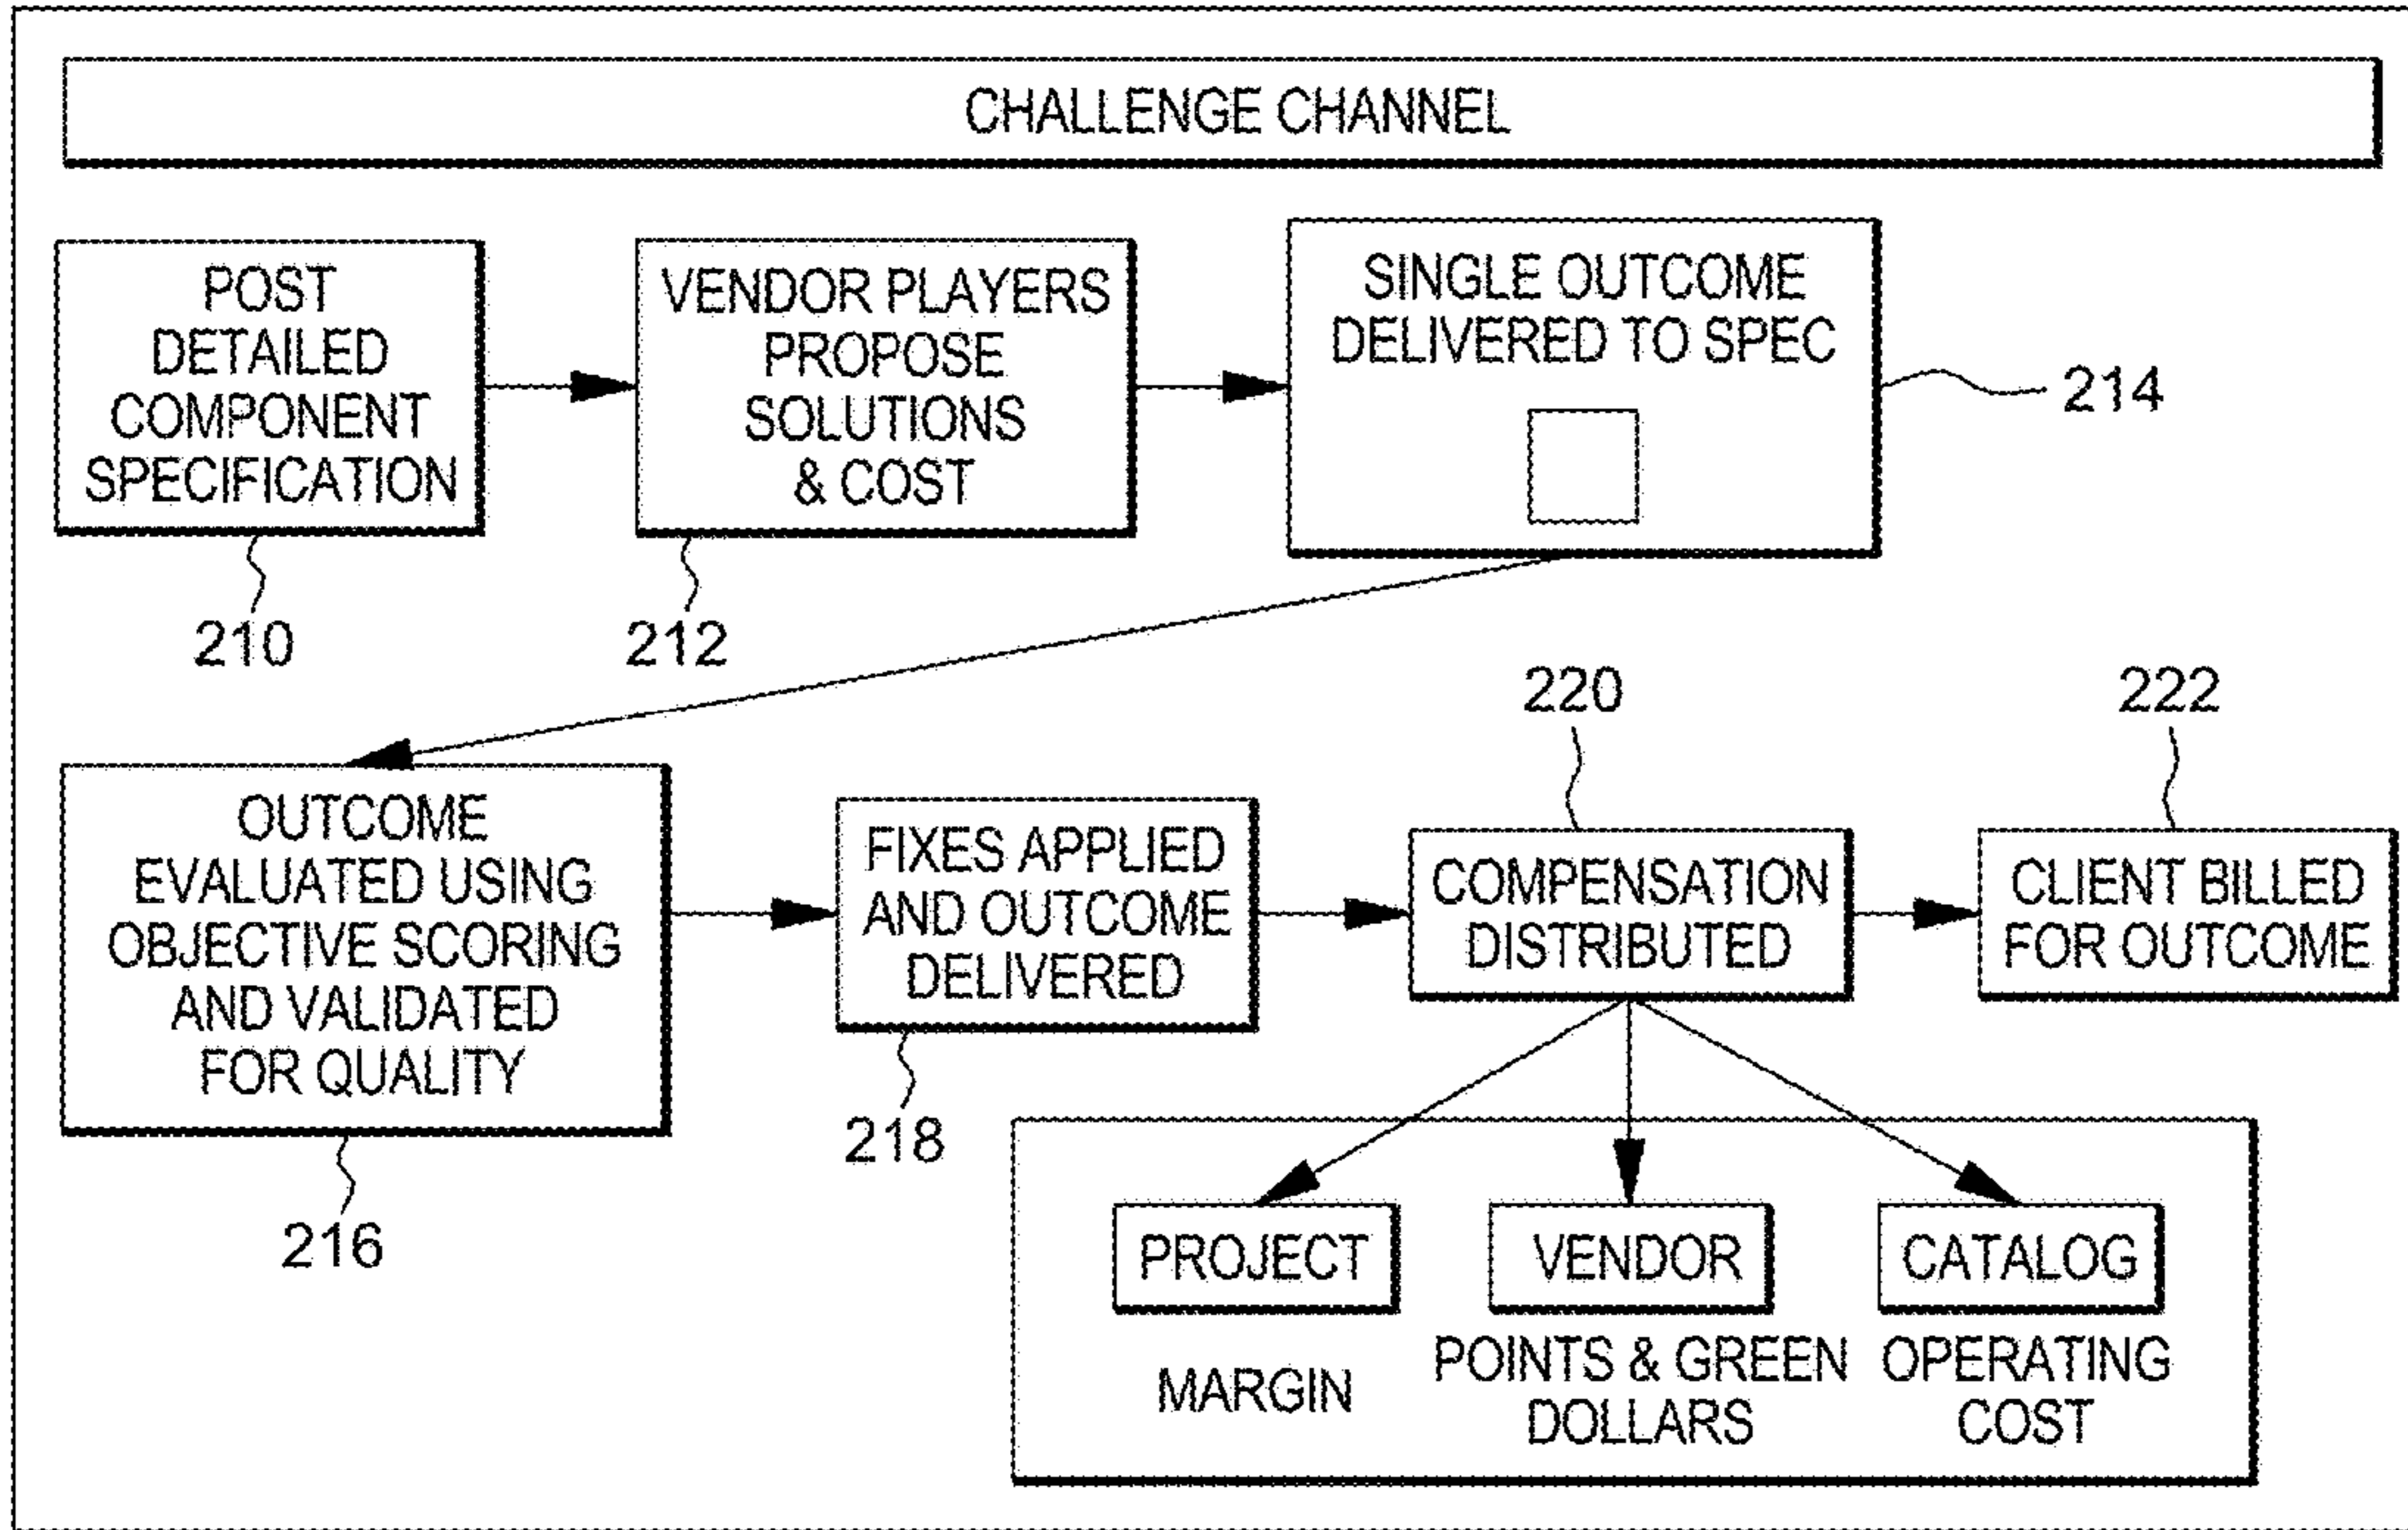 CHALLENGE CHANNEL
POST
DETAILED
COMPONENT
SPECIFICATION
210
VENDOR PLAYERS
PROPOSE
SOLUTIONS
& COST
212
SINGLE OUTCOME
DELIVERED TO SPEC
214
OUTCOME
EVALUATED USING
OBJECTIVE SCORING
AND VALIDATED
FOR QUALITY
216
FIXES APPLIED
AND OUTCOME
DELIVERED
218
220
COMPENSATION
DISTRIBUTED
222
CLIENT BILLED
FOR OUTCOME
PROJECT
MARGIN
VENDOR
POINTS & GREEN
DOLLARS
CATALOG
OPERATING
COST